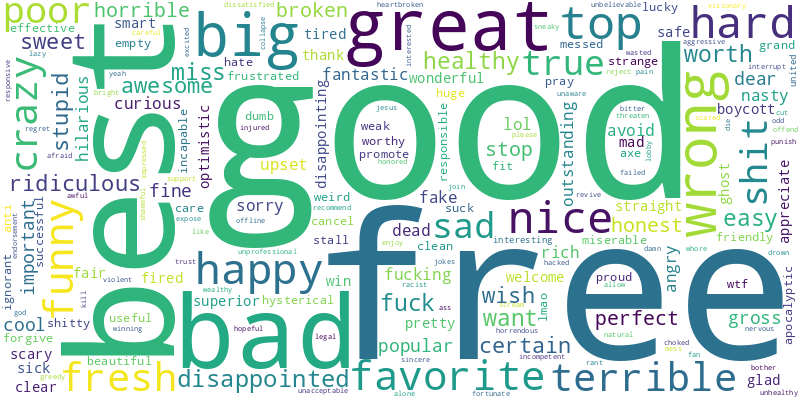 good
free
best
bad
great
big
top
hard
poor
horrible
broken
smart
effective
sweet
empty
tired
thank
hate
miss
awesome
crazy
stupid
hilarious
curious
frustrated
fantastic
wonderful
healthy
true
messed
strange
safe
lucky
worth
grand
dear
nasty
boycott
wrong
shit
avoid
mad
axe
ghost
easy
friendly
appreciate
apocalyptic
outstanding
responsible
lol
stop
fit
weak
worthy
promote
honored
jesus
huge
pray
dumb
injured
upset
optimistic
incapable
disappointing
ridiculous
fine
sorry
offline
care
expose
support
like
weird
recommend
cancel
stall
fake
suck
dead
clean
sad
nice
interesting
rich
miserable
honest
straight
join
revive
failed
bitter
threaten
lobby
funny
important
successful
ignorant
anti
endorsement
awful
fair
violent
fired
trust
happy
unprofessional
hysterical
win
superior
wealthy
fucking
racist
jokes
hacked
enjoy
fuck
ass
pretty
popular
wish
want
welcome
lmao
horrendous
certain
perfect
proud
allow
natural
angry
damn
whore
wtf
gross
nervous
drown
cool
god
shitty
kill
forgive
scary
sick
clear
greedy
useful
winning
beautiful
fresh
disappointed
hopeful
legal
unacceptable
favorite
sincere
alone
fortunate
incompetent
terrible
rant
choked
mess
fan
bother
glad
unhealthy
dissatisfied
heartbroken
unbelievable
visionary
sneaky
interested
wasted
reject
pain
unaware
please
aggressive
interrupt
united
cut
odd
offend
punish
die
scared
responsive
lazy
yeah
bright
careful
excited
collapse
regret
afraid
shameful
impressed